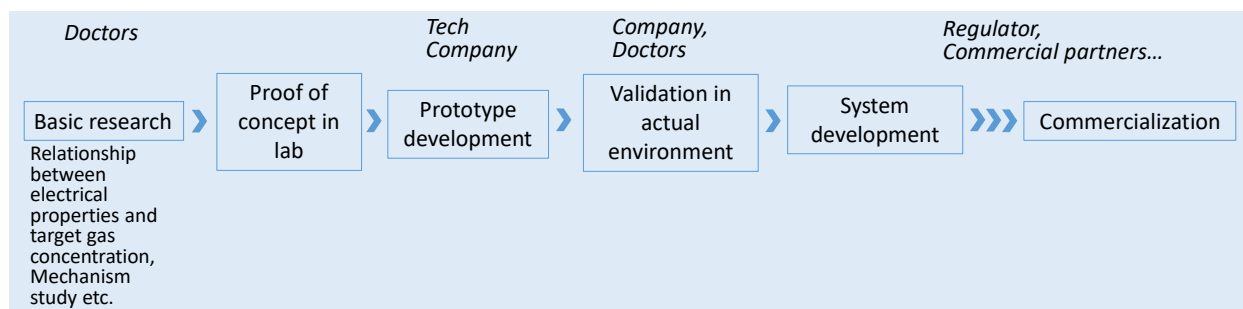 Doctors
Tech
Company
Company,
Doctors
Regulator,
Commercial partners…
Basic research
Proof of
concept in
lab
Prototype
development
Validation in
actual
environment
System
development
Commercialization
Relationship
between
electrical
properties and
target gas
concentration,
Mechanism
study etc.